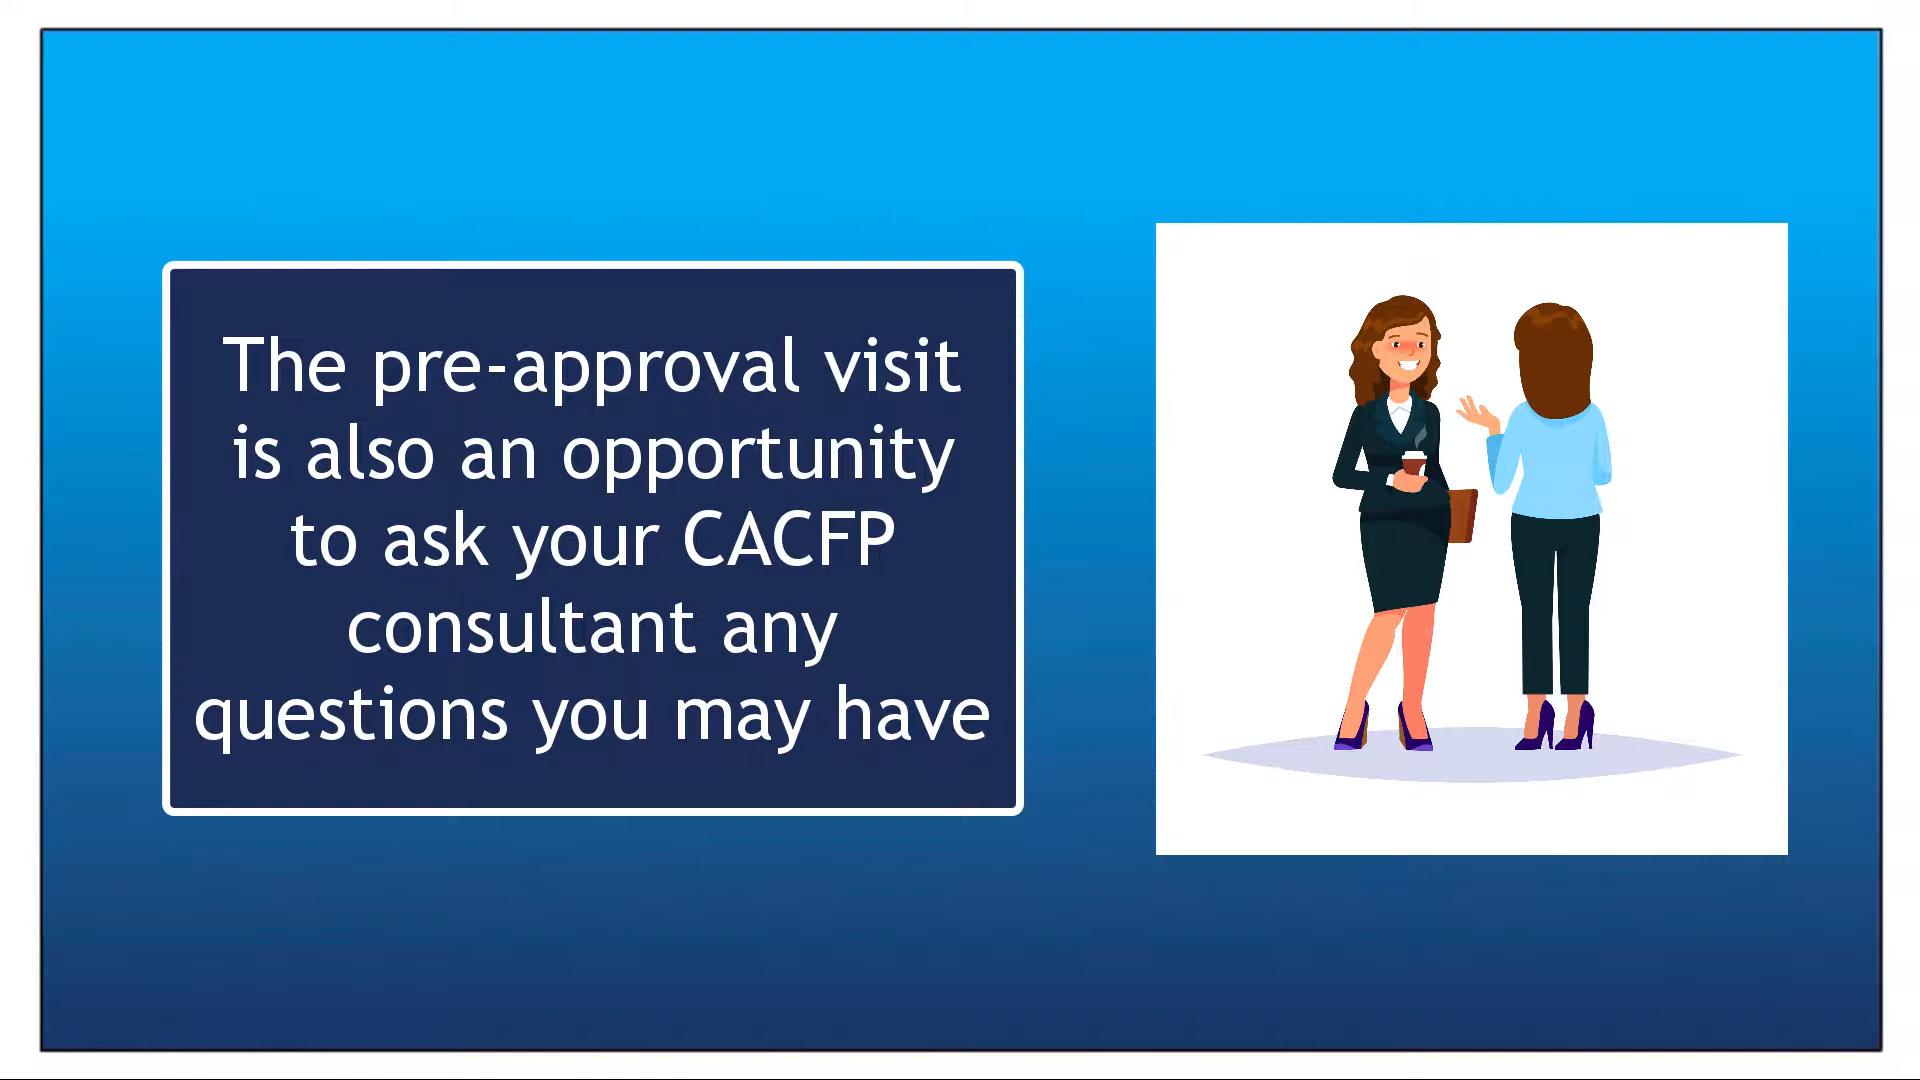 The pre-approval visit
is also an opportunity
to ask your CACFP
consultant any
questions you may have